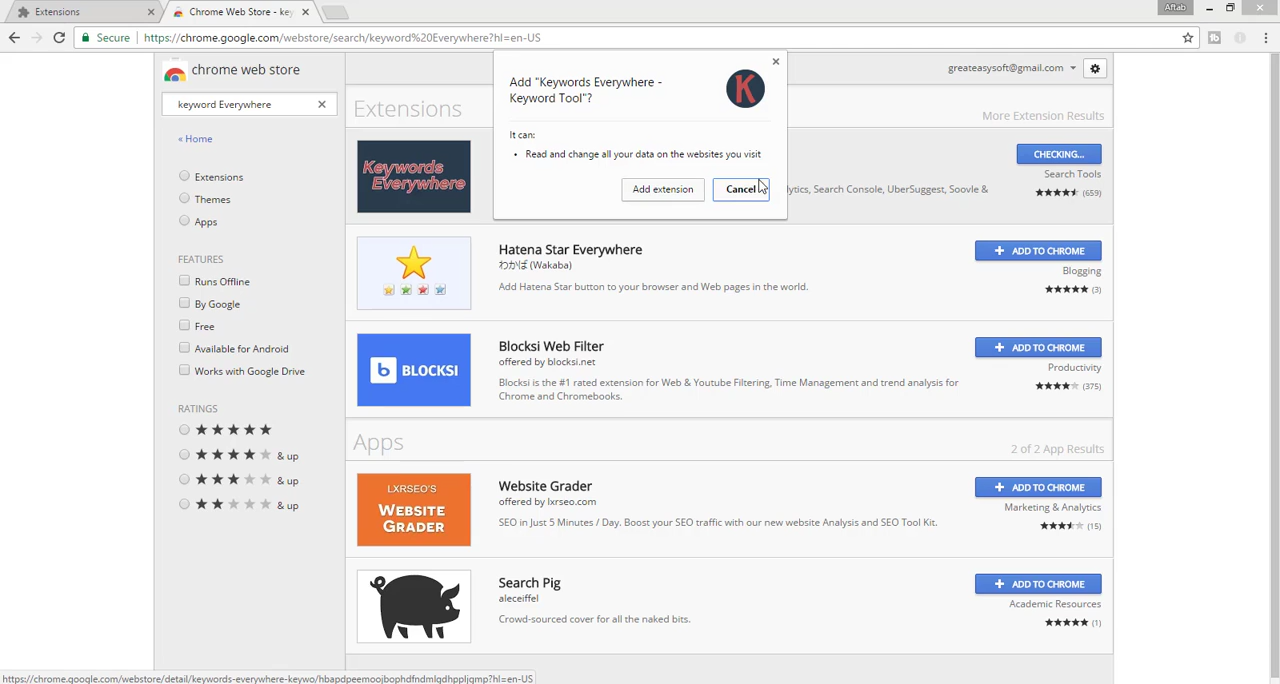 Extensions
Chrome Web Store - key
Aftab
Secure
https://chrome.google.com/webstore/search/keyword%20Everywhere?hl=en-US
chrome web store
greateasysoft@gmail.com
keyword Everywhere
« Home
Extensions
Themes
Apps
FEATURES
Runs Offline
By Google
Free
Available for Android
Works with Google Drive
RATINGS
& up
& up
& up
Add "Keywords Everywhere -
Keyword Tool"?
It can:
• Read and change all your data on the websites you visit
Add extension
Cancel
K
Extensions
More Extension Results
Keywords
Everywhere
CHECKING...
Search Tools
(659)
lytics, Search Console, UberSuggest, Soovle &
Hatena Star Everywhere
わかば (Wakaba)
Add Hatena Star button to your browser and Web pages in the world.
+ ADD TO CHROME
Blogging
(3)
b BLOCKSI
Blocksi Web Filter
offered by blocksi.net
Blocksi is the #1 rated extension for Web & Youtube Filtering, Time Management and trend analysis for
Chrome and Chromebooks.
+ ADD TO CHROME
Productivity
(375)
Apps
2 of 2 App Results
LXRSEO'S
WEBSITE
GRADER
Website Grader
offered by lxrseo.com
SEO in Just 5 Minutes / Day. Boost your SEO traffic with our new website Analysis and SEO Tool Kit.
+ ADD TO CHROME
Marketing & Analytics
(15)
Search Pig
aleceiffel
Crowd-sourced cover for all the naked bits.
+ ADD TO CHROME
Academic Resources
(1)
https://chrome.google.com/webstore/detail/keywords-everywhere-keywo/hbapdpeemoojbophdfndmlgdhppljgmp?hl=en-US